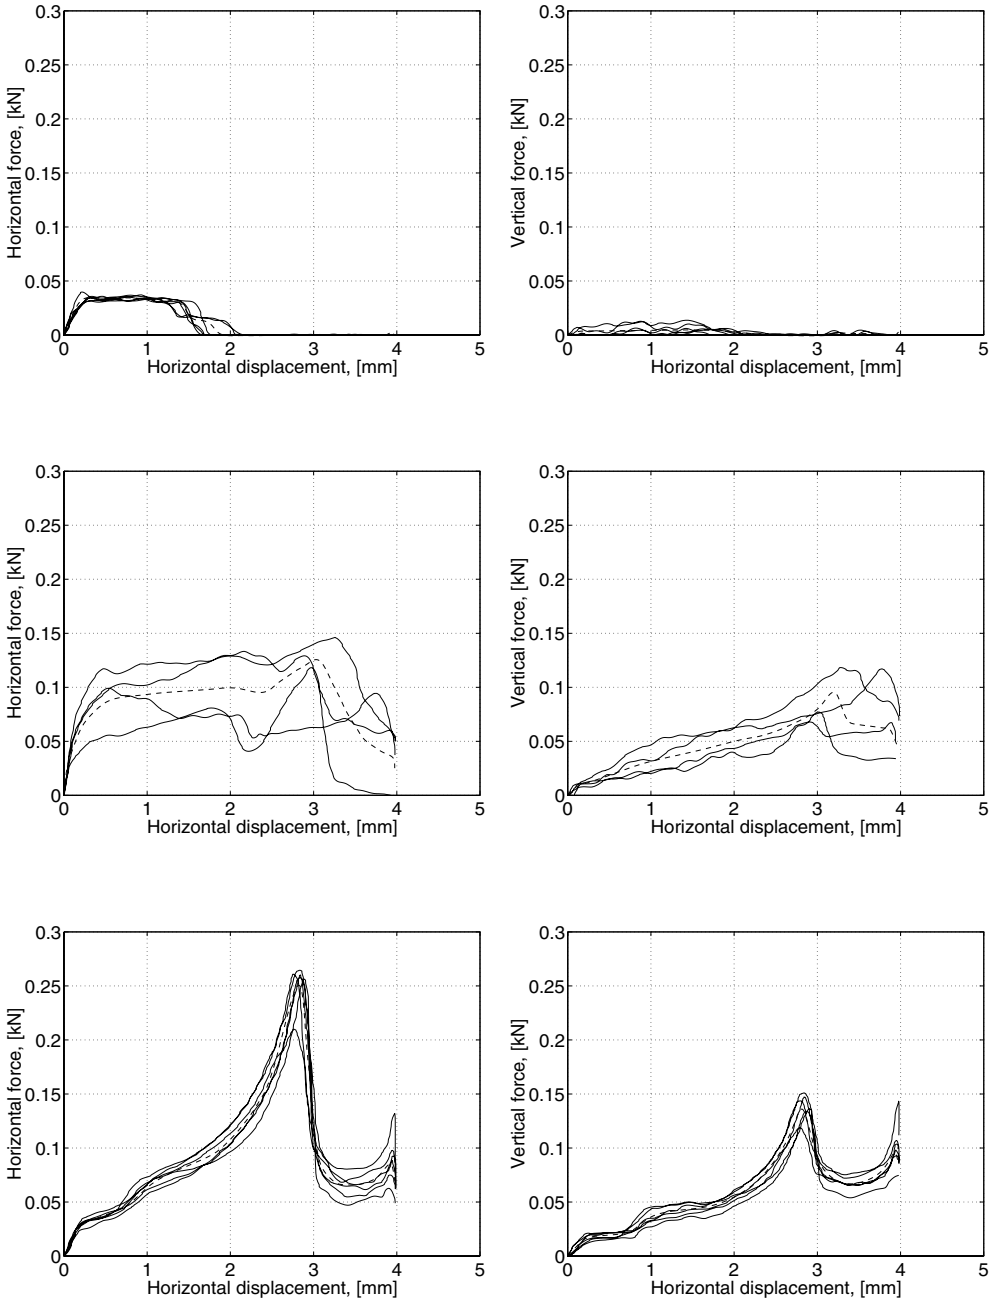 0.3 0.25 0.2 0.15 0.1 0.05 0
Horizontal force, [kN]
0 1 2 3 4 5
Horizontal displacement, [mm]
0.3 0.25 0.2 0.15 0.1 0.05 0
Vertical force, [kN]
0 1 2 3 4 5
Horizontal displacement, [mm]
0.3 0.25 0.2 0.15 0.1 0.05 0
Horizontal force, [kN]
0 1 2 3 4 5
Horizontal displacement, [mm]
0.3 0.25 0.2 0.15 0.1 0.05 0
Vertical force, [kN]
0 1 2 3 4 5
Horizontal displacement, [mm]
0.3 0.25 0.2 0.15 0.1 0.05 0
Horizontal force, [kN]
0 1 2 3 4 5
Horizontal displacement, [mm]
0.3 0.25 0.2 0.15 0.1 0.05 0
Vertical force, [kN]
0 1 2 3 4 5
Horizontal displacement, [mm]